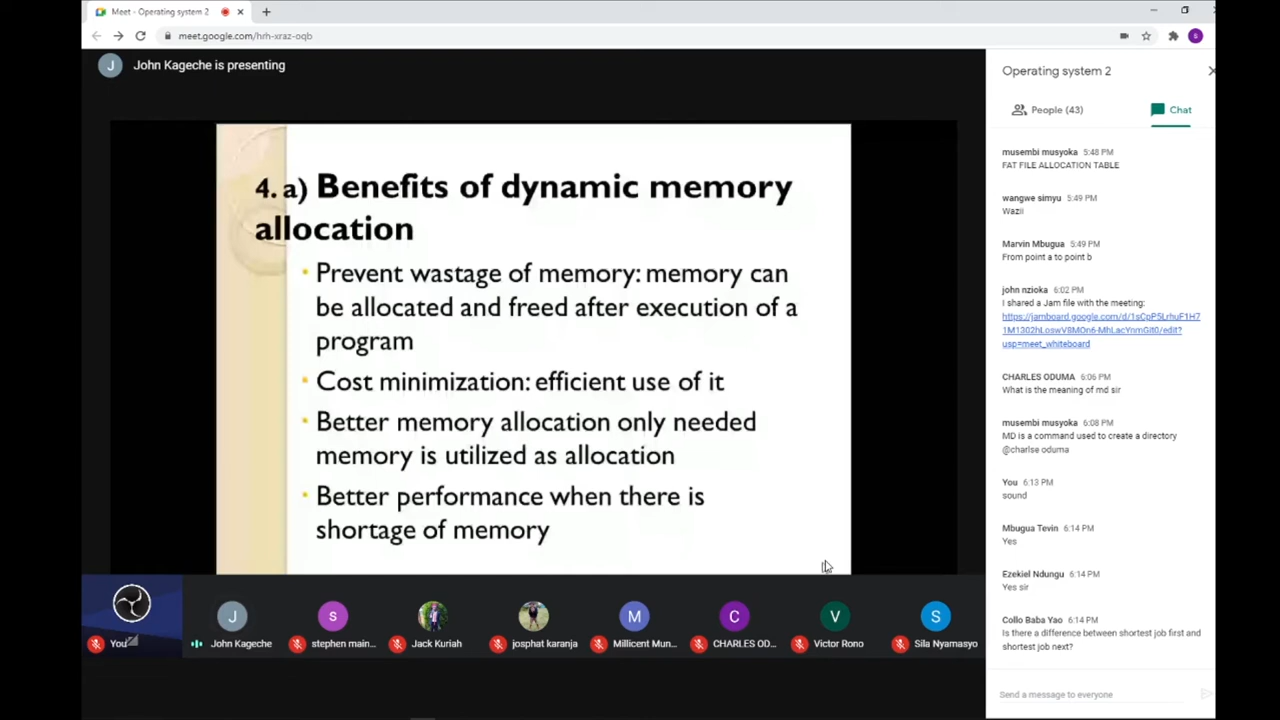 Meet - Operating system 2
meet.google.com/hrh-xraz-oqb
S
J
John Kageche is presenting
4. a) Benefits of dynamic memory
allocation
• Prevent wastage of memory: memory can
be allocated and freed after execution of a
program
• Cost minimization: efficient use of it
• Better memory allocation only needed
memory is utilized as allocation
• Better performance when there is
shortage of memory
You
J
John Kageche
s
stephen main...
Jack Kuriah
josphat karanja
M
Millicent Mun...
C
CHARLES OD...
V
Victor Rono
S
Sila Nyamasyo
Operating system 2
People (43)
Chat
musembi musyoka 5:48 PM
FAT FILE ALLOCATION TABLE
wangwe simyu 5:49 PM
Wazii
Marvin Mbugua 5:49 PM
From point a to point b
john nzioka 6:02 PM
I shared a Jam file with the meeting:
usp=meet_whiteboard
CHARLES ODUMA 6:06 PM
What is the meaning of md sir
musembi musyoka 6:08 PM
MD is a command used to create a directory
@charlse oduma
You 6:13 PM
sound
Mbugua Tevin 6:14 PM
Yes
Ezekiel Ndungu 6:14 PM
Yes sir
Collo Baba Yao 6:14 PM
Is there a difference between shortest job first and
shortest job next?
Send a message to everyone